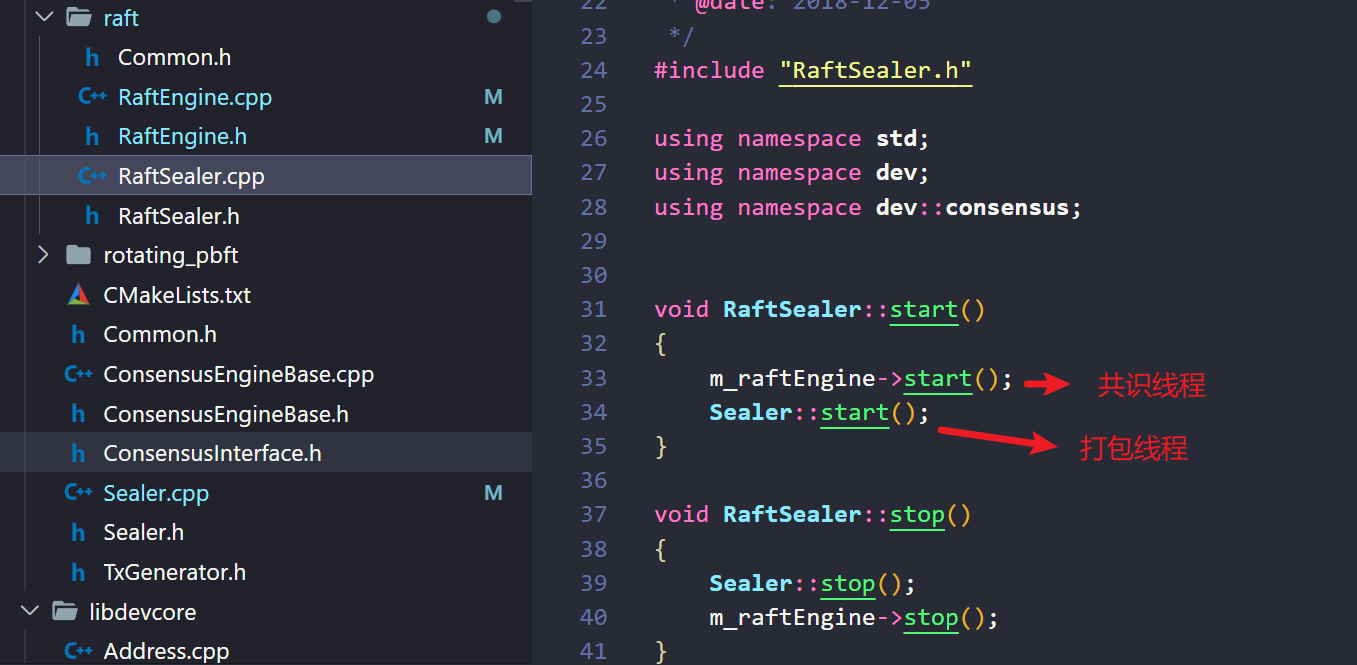 raft
Common.h
RaftEngine.cpp M
RaftEngine.h M
RaftSealer.cpp
RaftSealer.h
rotating_pbft
CMakeLists.txt
Common.h
ConsensusEngineBase.cpp
ConsensusEngineBase.h
ConsensusInterface.h
Sealer.cpp M
Sealer.h
TxGenerator.h
libdevcore
Address.cpp
22 * @date: 2018-12-05
23 */
24 #include "RaftSealer.h"
25
26 using namespace std;
27 using namespace dev;
28 using namespace dev::consensus;
29
30
31 void RaftSealer::start()
32 {
33 m_raftEngine->start(); 共识线程
34 Sealer::start(); 打包线程
35 }
36
37 void RaftSealer::stop()
38 {
39 Sealer::stop();
40 m_raftEngine->stop();
41 }